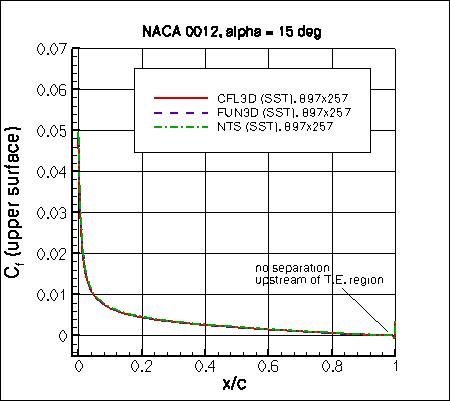 NACA 0012, alpha = 15 deg
0.07
0.06
0.05
0.04
0.03
0.02
0.01
0
Cf (upper surface)
CFL3D (SST), 897x257
FUN3D (SST), 897x257
NTS (SST), 897x257
no separation
upstream of T.E. region
0 0.2 0.4 0.6 0.8 1
x/c